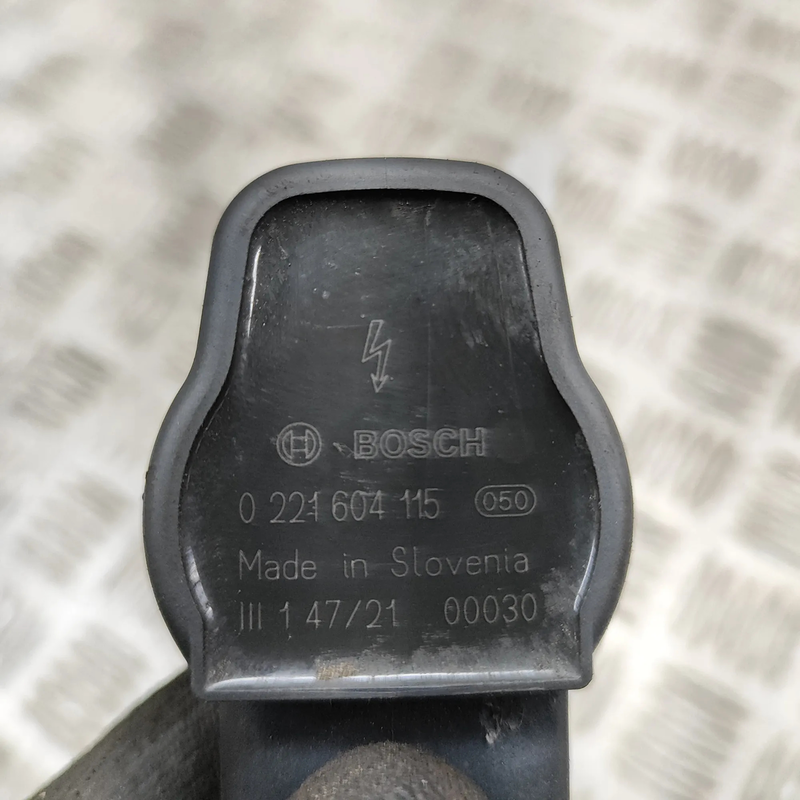 BOSCH
0 221 604 115 050
Made in Slovenia
III 1 47/21 00030